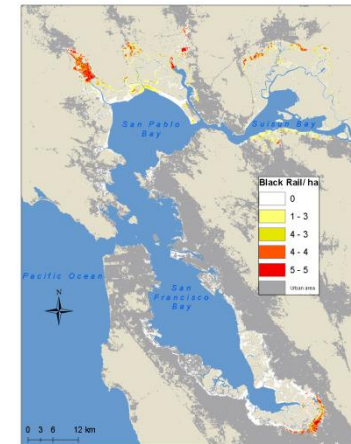 San Pablo
Bay
Suisun Bay
Black Rail/ ha
0
1 - 3
4 - 3
4 - 4
5 - 5
Urban area
Pacific Ocean
San
Francisco
Bay
N
0 3 6 12 km